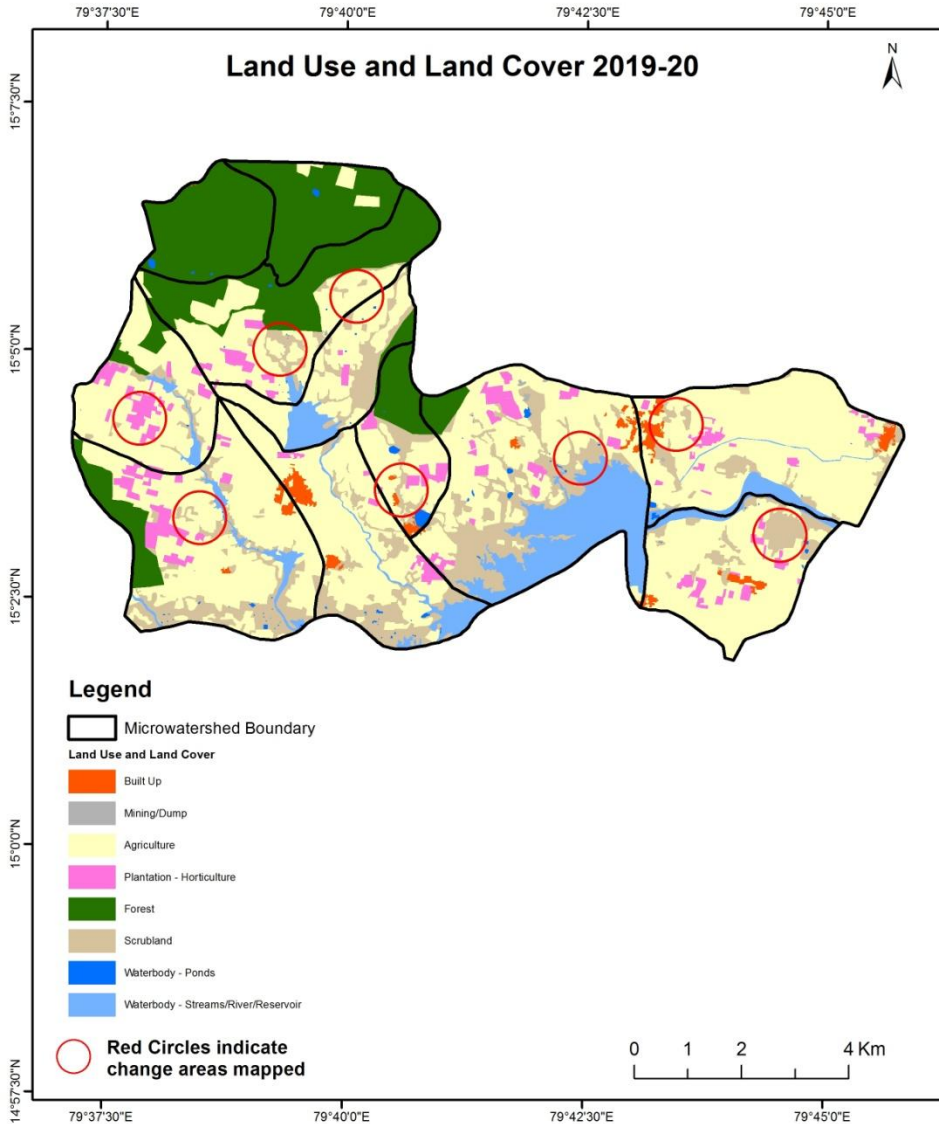 79°37'30"E 79°40'0"E 79°42'30"E 79°45'0"E
Land Use and Land Cover 2019-20
N
15°7'30"N
15°5'0"N
15°2'30"N
15°0'0"N
14°57'30"N
Legend
Microwatershed Boundary
Land Use and Land Cover
Built Up
Mining/Dump
Agriculture
Plantation - Horticulture
Forest
Scrubland
Waterbody - Ponds
Waterbody - Streams/River/Reservoir
Red Circles indicate
change areas mapped
0 1 2 4 Km
79°37'30"E 79°40'0"E 79°42'30"E 79°45'0"E